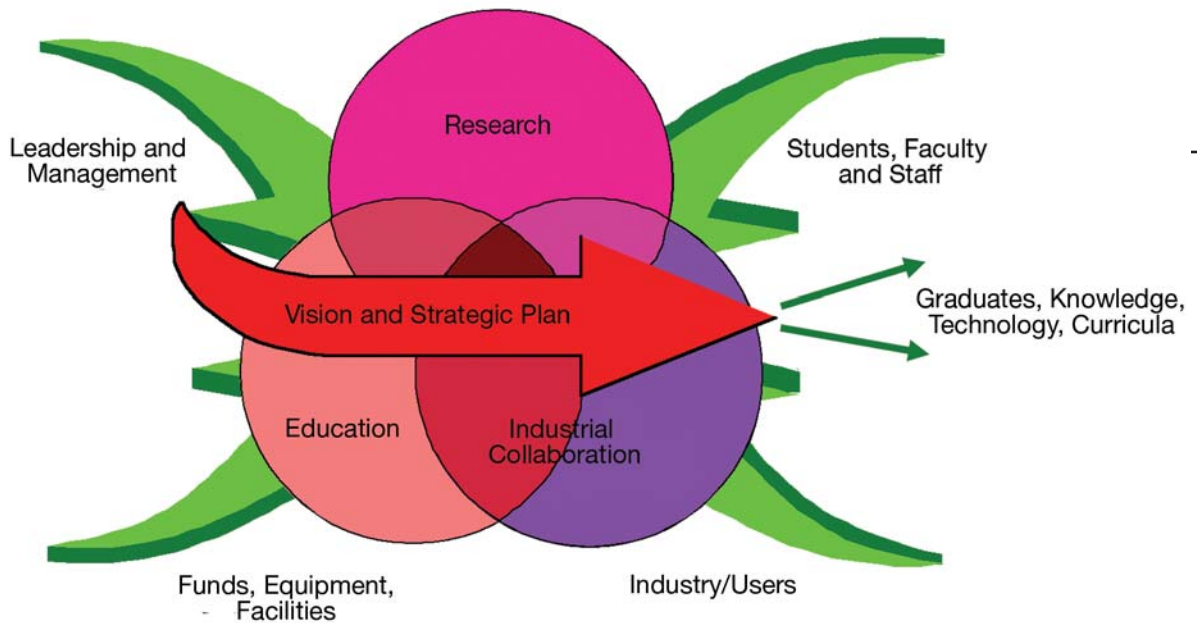 Research
Leadership and
Management
Students, Faculty
and Staff
Vision and Strategic Plan
Graduates, Knowledge,
Technology, Curricula
Education
Industrial
Collaboration
Funds, Equipment,
Facilities
Industry/Users